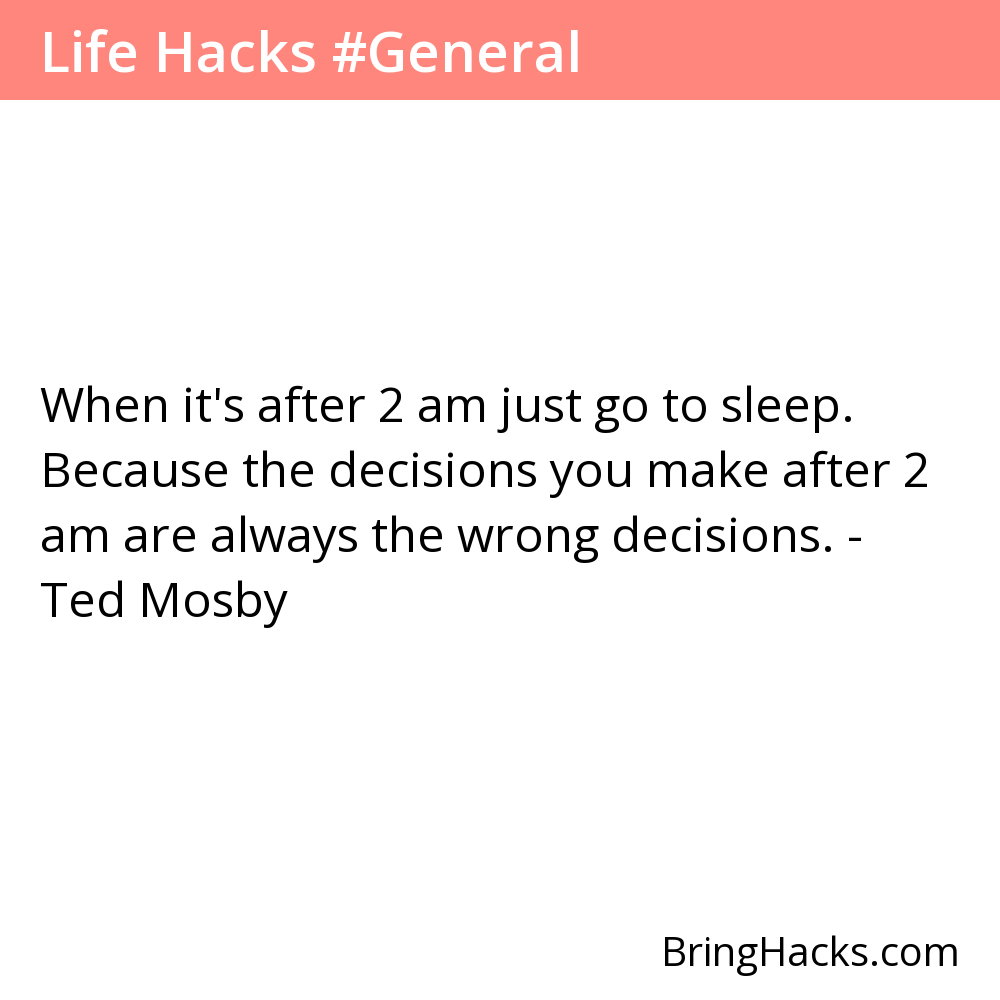 Life Hacks #General
When it's after 2 am just go to sleep.
Because the decisions you make after 2
am are always the wrong decisions. -
Ted Mosby
BringHacks.com